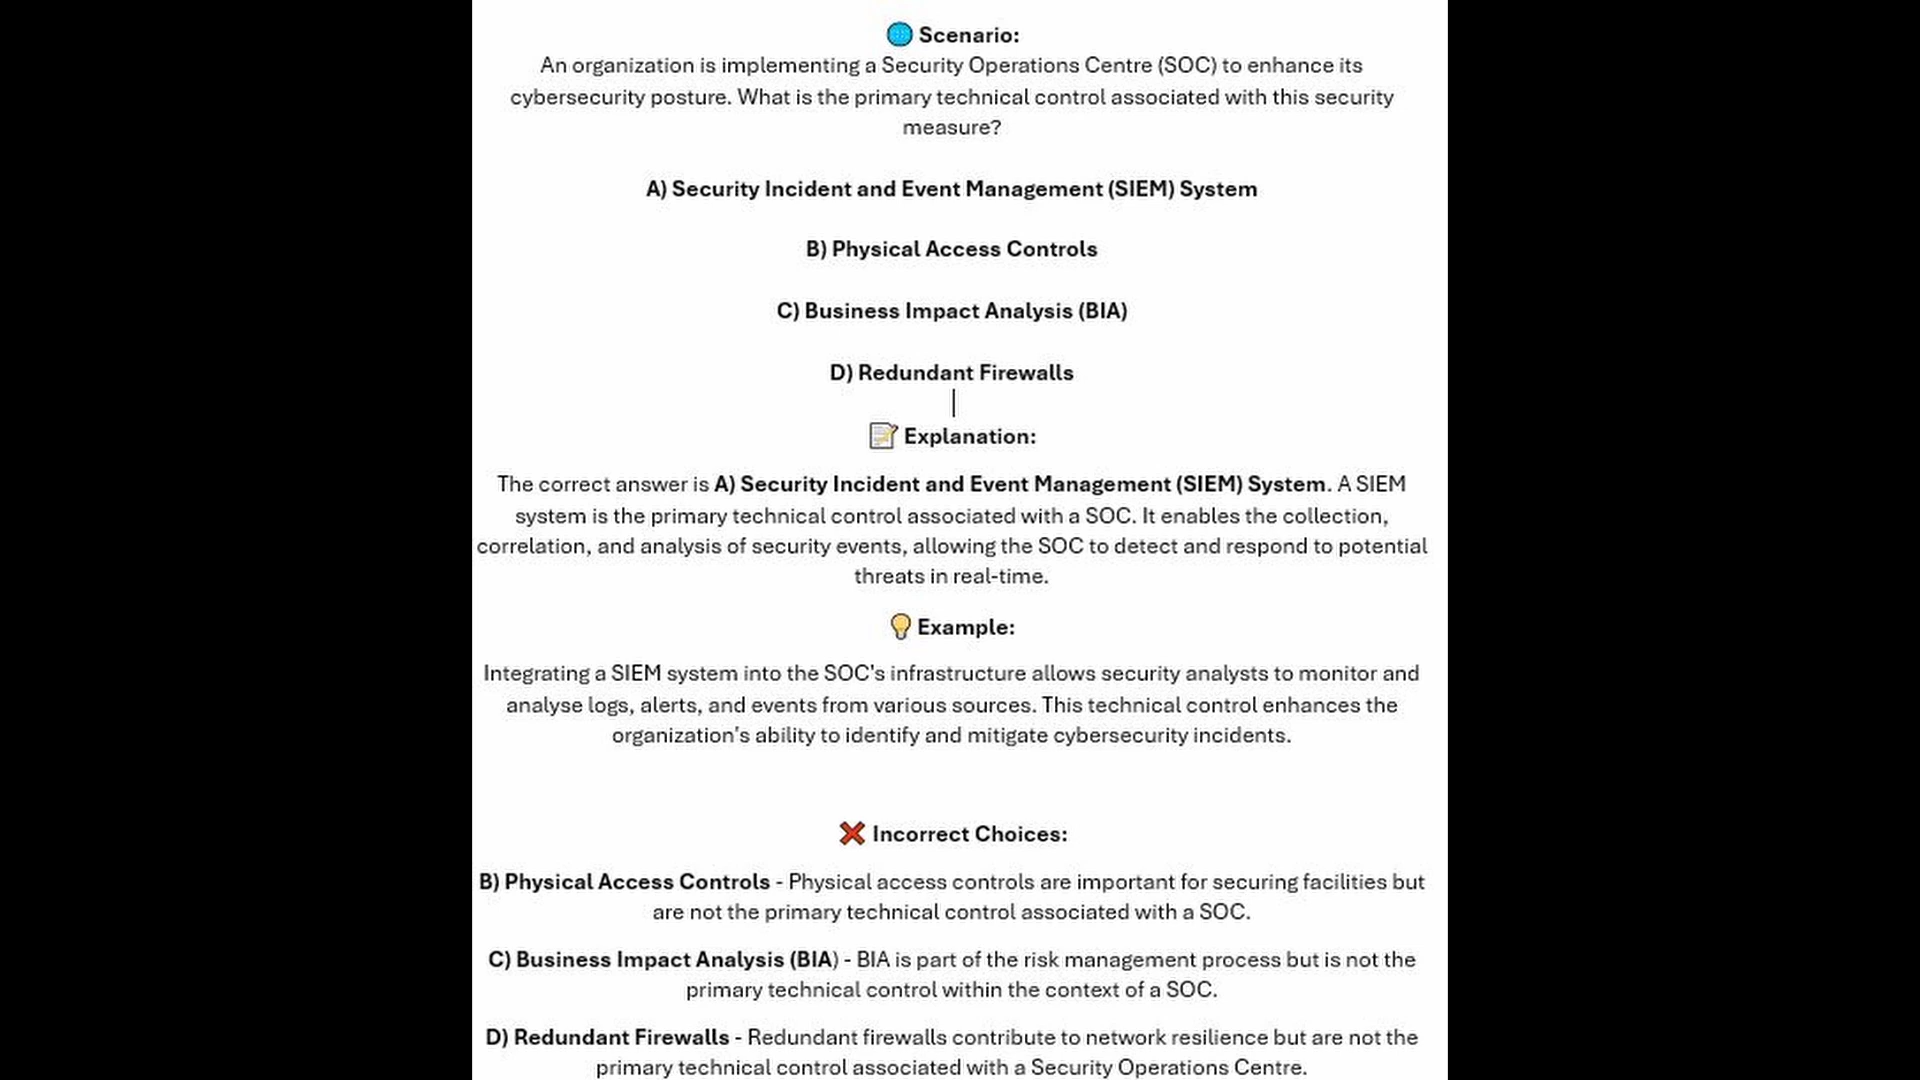 🌐 Scenario:
An organization is implementing a Security Operations Centre (SOC) to enhance its
cybersecurity posture. What is the primary technical control associated with this security
measure?
A) Security Incident and Event Management (SIEM) System
B) Physical Access Controls
C) Business Impact Analysis (BIA)
D) Redundant Firewalls
📝 Explanation:
The correct answer is A) Security Incident and Event Management (SIEM) System. A SIEM
system is the primary technical control associated with a SOC. It enables the collection,
correlation, and analysis of security events, allowing the SOC to detect and respond to potential
threats in real-time.
💡 Example:
Integrating a SIEM system into the SOC's infrastructure allows security analysts to monitor and
analyse logs, alerts, and events from various sources. This technical control enhances the
organization's ability to identify and mitigate cybersecurity incidents.
❌ Incorrect Choices:
B) Physical Access Controls - Physical access controls are important for securing facilities but
are not the primary technical control associated with a SOC.
C) Business Impact Analysis (BIA) - BIA is part of the risk management process but is not the
primary technical control within the context of a SOC.
D) Redundant Firewalls - Redundant firewalls contribute to network resilience but are not the
primary technical control associated with a Security Operations Centre.